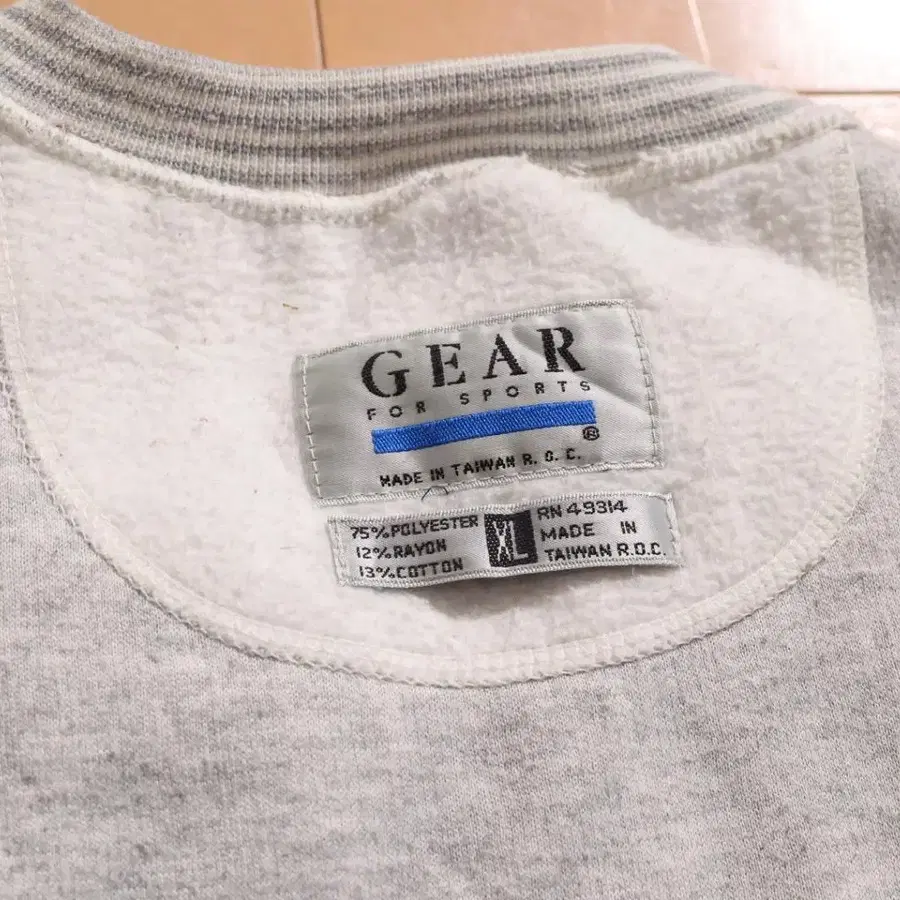 GEAR
FOR SPORTS
®
MADE IN TAIWAN R.O.C.
75%POLYESTER
12%RAYON
13%COTTON
XL
RN 49314
MADE IN
TAIWAN R.O.C.